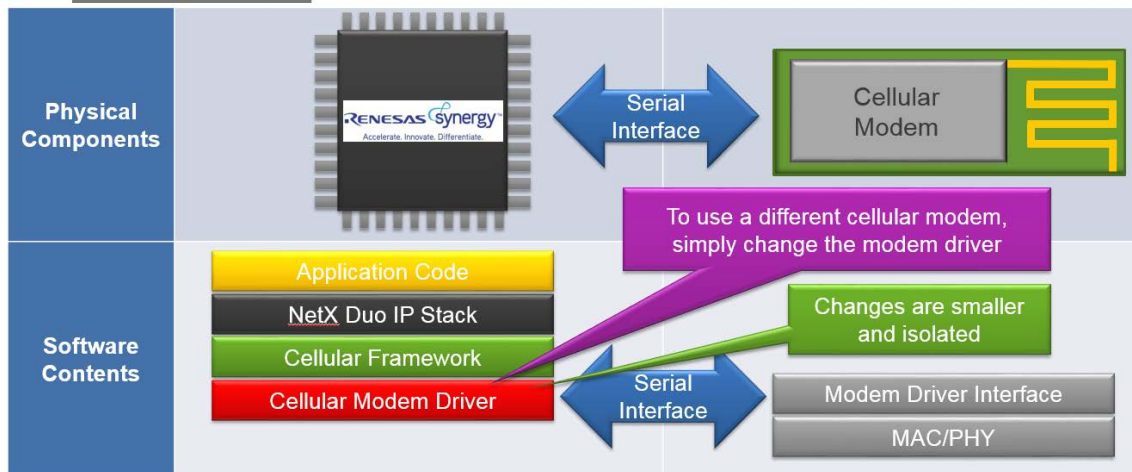 Physical
Components
RENESAS Synergy™
Accelerate. Innovate. Differentiate.
Serial
Interface
Cellular
Modem
To use a different cellular modem,
simply change the modem driver
Software
Contents
Application Code
NetX Duo IP Stack
Cellular Framework
Cellular Modem Driver
Changes are smaller
and isolated
Serial
Interface
Modem Driver Interface
MAC/PHY